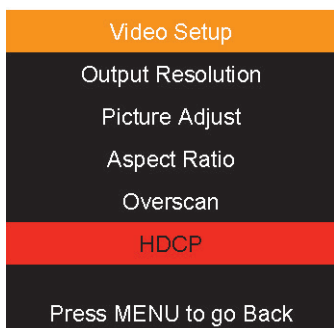 Video Setup
Output Resolution
Picture Adjust
Aspect Ratio
Overscan
HDCP
Press MENU to go Back